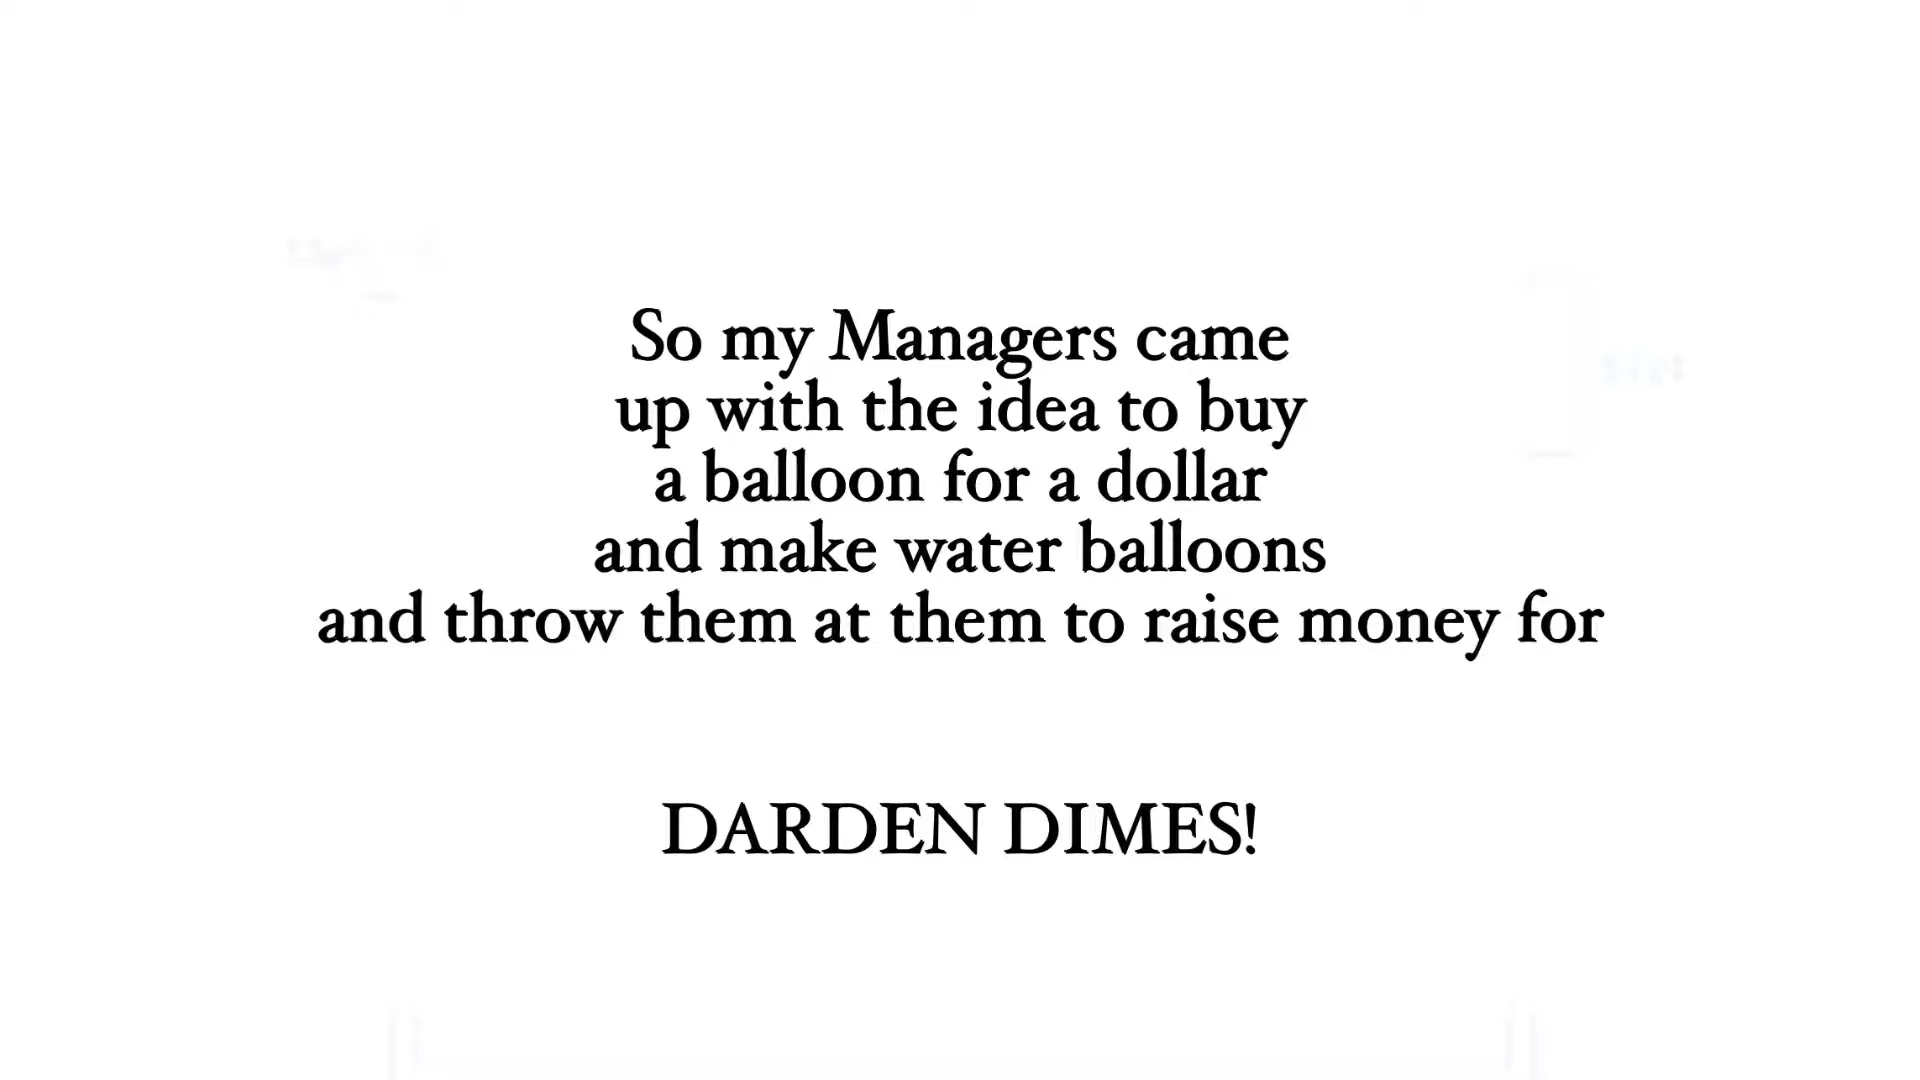 So my Managers came
up with the idea to buy
a balloon for a dollar
and make water balloons
and throw them at them to raise money for
DARDEN DIMES!